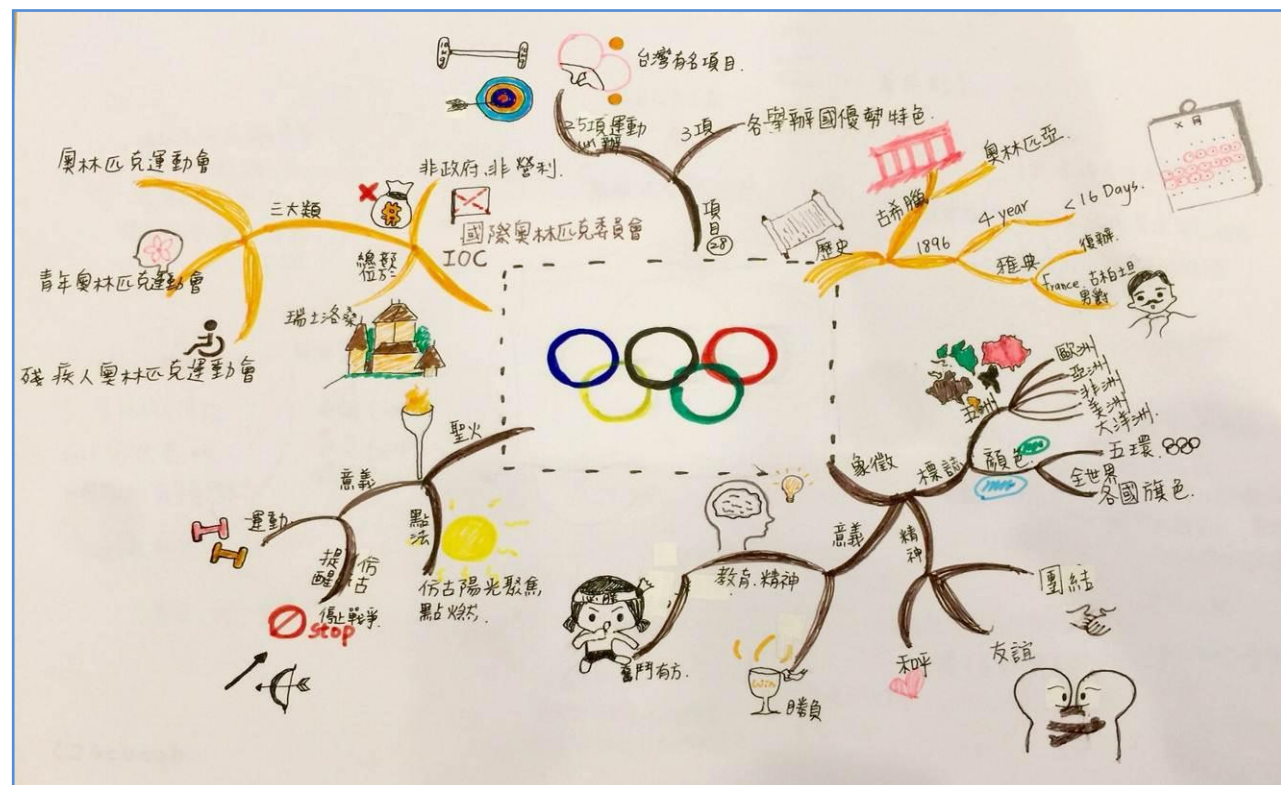 台灣有名項目.
25項運動
必辦
3項
各舉辦國優勢特色.
項目
28
歷史
古希臘
奧林匹亞.
1896
4 year
<16 Days.
雅典
復辦.
france.古柏坦
男爵
X月
象徵
標誌
五洲
歐洲
亞洲
非洲
美洲
大洋洲.
顏色
五環.
全世界
各國旗色.
精神
團結
友誼
和平
意義
教育.精神
勝負
win
奮鬥有方.
必勝
聖火
意義
運動
提醒
仿古
停止戰爭.
stop
點法
仿古陽光聚焦,
點燃.
國際奧林匹克委員會
IOC
非政府、非營利.
總部
位於
瑞士洛桑
三大類
奧林匹克運動會
青年奧林匹克運動會
殘疾人奧林匹克運動會